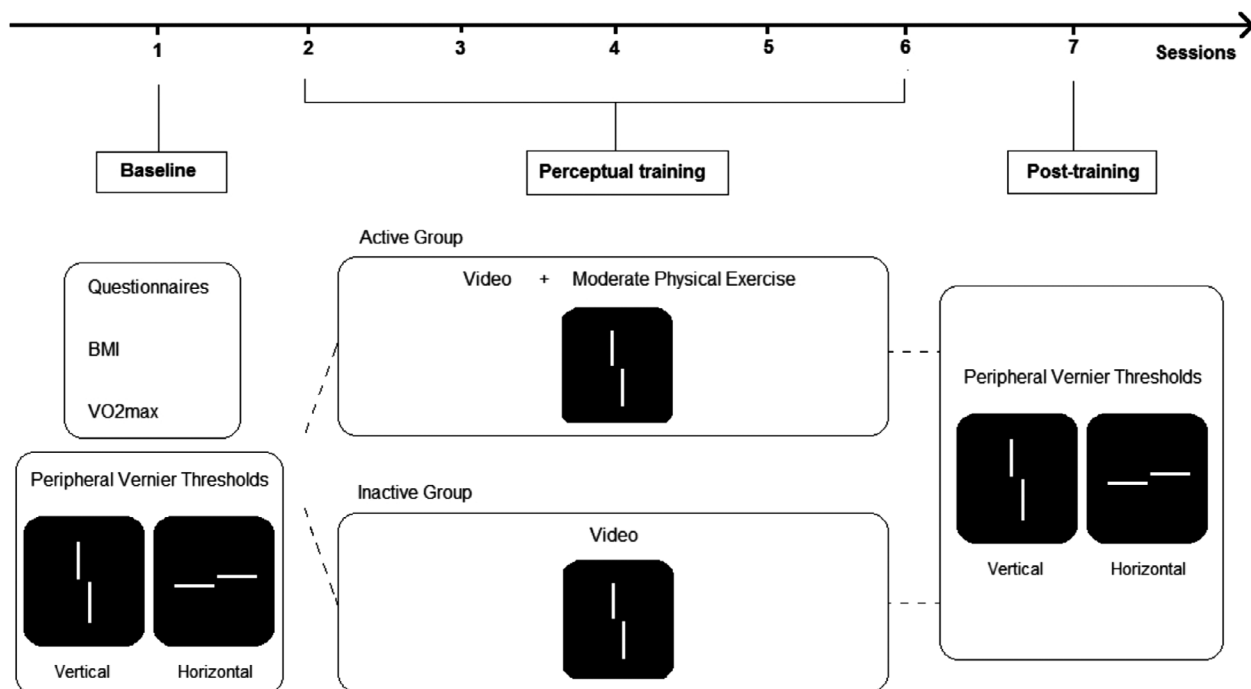 1 2 3 4 5 6 7
Sessions
Baseline
Perceptual training
Post-training
Active Group
Questionnaires
BMI
VO2max
Video + Moderate Physical Exercise
Peripheral Vernier Thresholds
Vertical Horizontal
Inactive Group
Video
Peripheral Vernier Thresholds
Vertical Horizontal